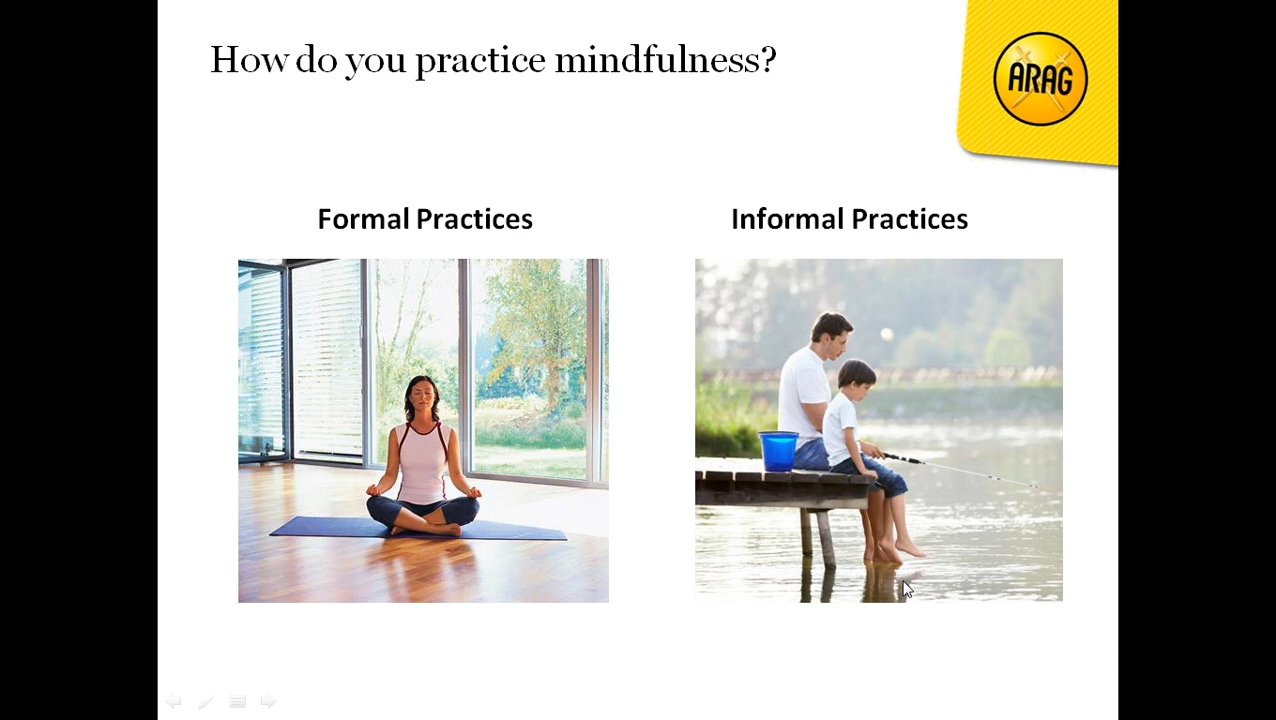 How do you practice mindfulness?
ARAG
Formal Practices
Informal Practices